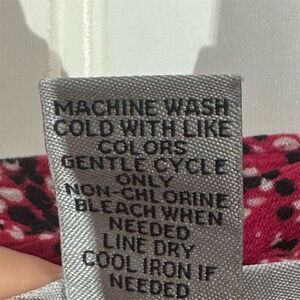 MACHINE WASH
COLD WITH LIKE
COLORS
GENTLE CYCLE
ONLY
NON-CHLORINE
BLEACH WHEN
NEEDED
LINE DRY
COOL IRON IF
NEEDED